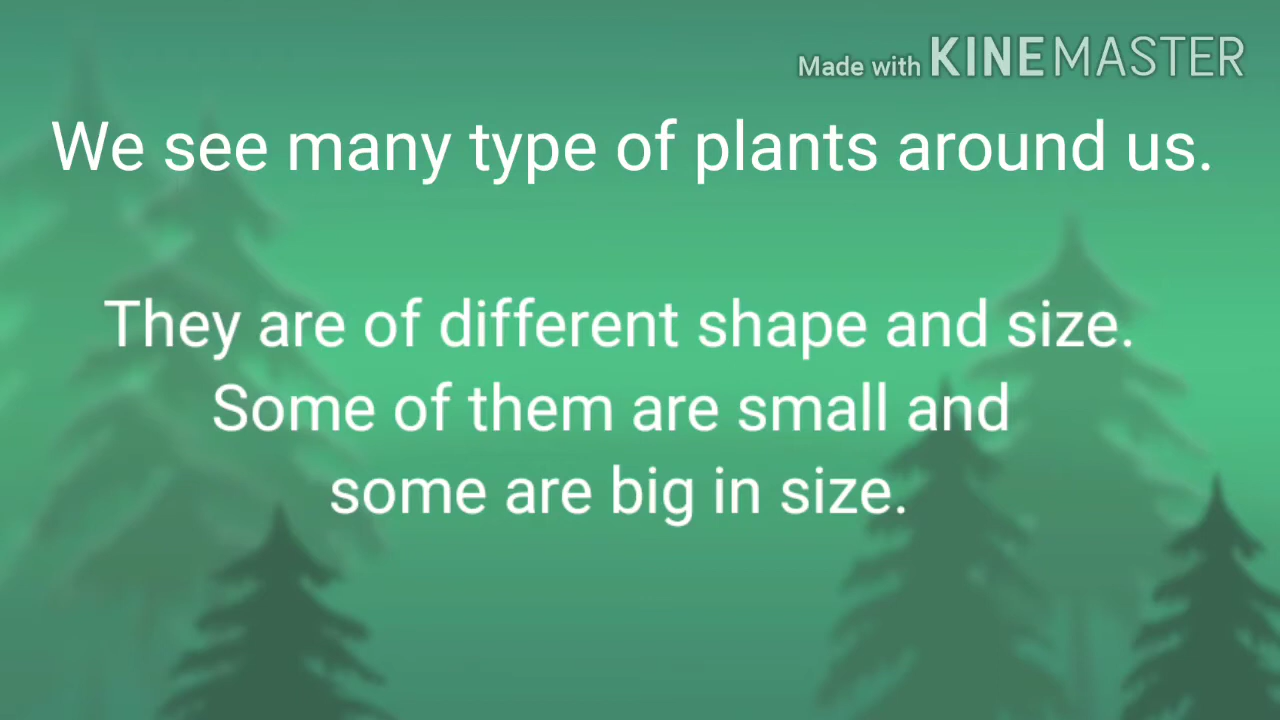 Made with KINEMASTER
We see many type of plants around us.
They are of different shape and size.
Some of them are small and
some are big in size.